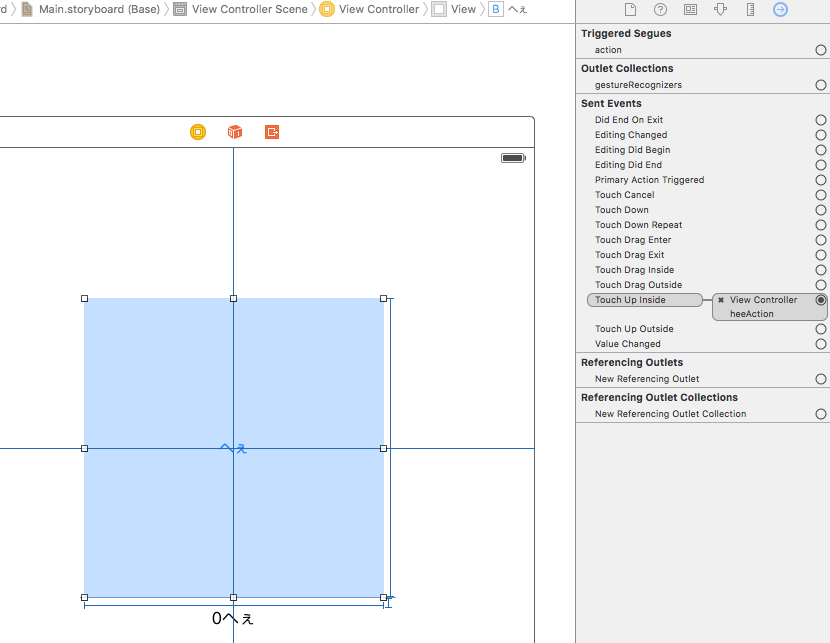 rd Main.storyboard (Base) View Controller Scene View Controller View B へぇ
Triggered Segues
action
Outlet Collections
gestureRecognizers
Sent Events
Did End On Exit
Editing Changed
Editing Did Begin
Editing Did End
Primary Action Triggered
Touch Cancel
Touch Down
Touch Down Repeat
Touch Drag Enter
Touch Drag Exit
Touch Drag Inside
Touch Drag Outside
Touch Up Inside View Controller
heeAction
Touch Up Outside
Value Changed
Referencing Outlets
New Referencing Outlet
Referencing Outlet Collections
New Referencing Outlet Collection
へぇ
0へぇ